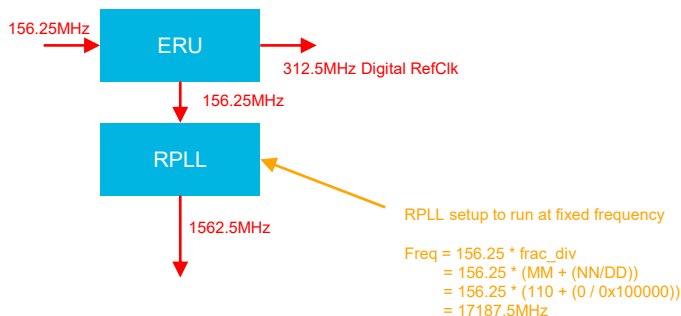 156.25MHz
ERU
312.5MHz Digital RefClk
156.25MHz
RPLL
1562.5MHz
RPLL setup to run at fixed frequency
Freq = 156.25 * frac_div
= 156.25 * (MM + (NN/DD))
= 156.25 * (110 + (0 / 0x100000))
= 17187.5MHz